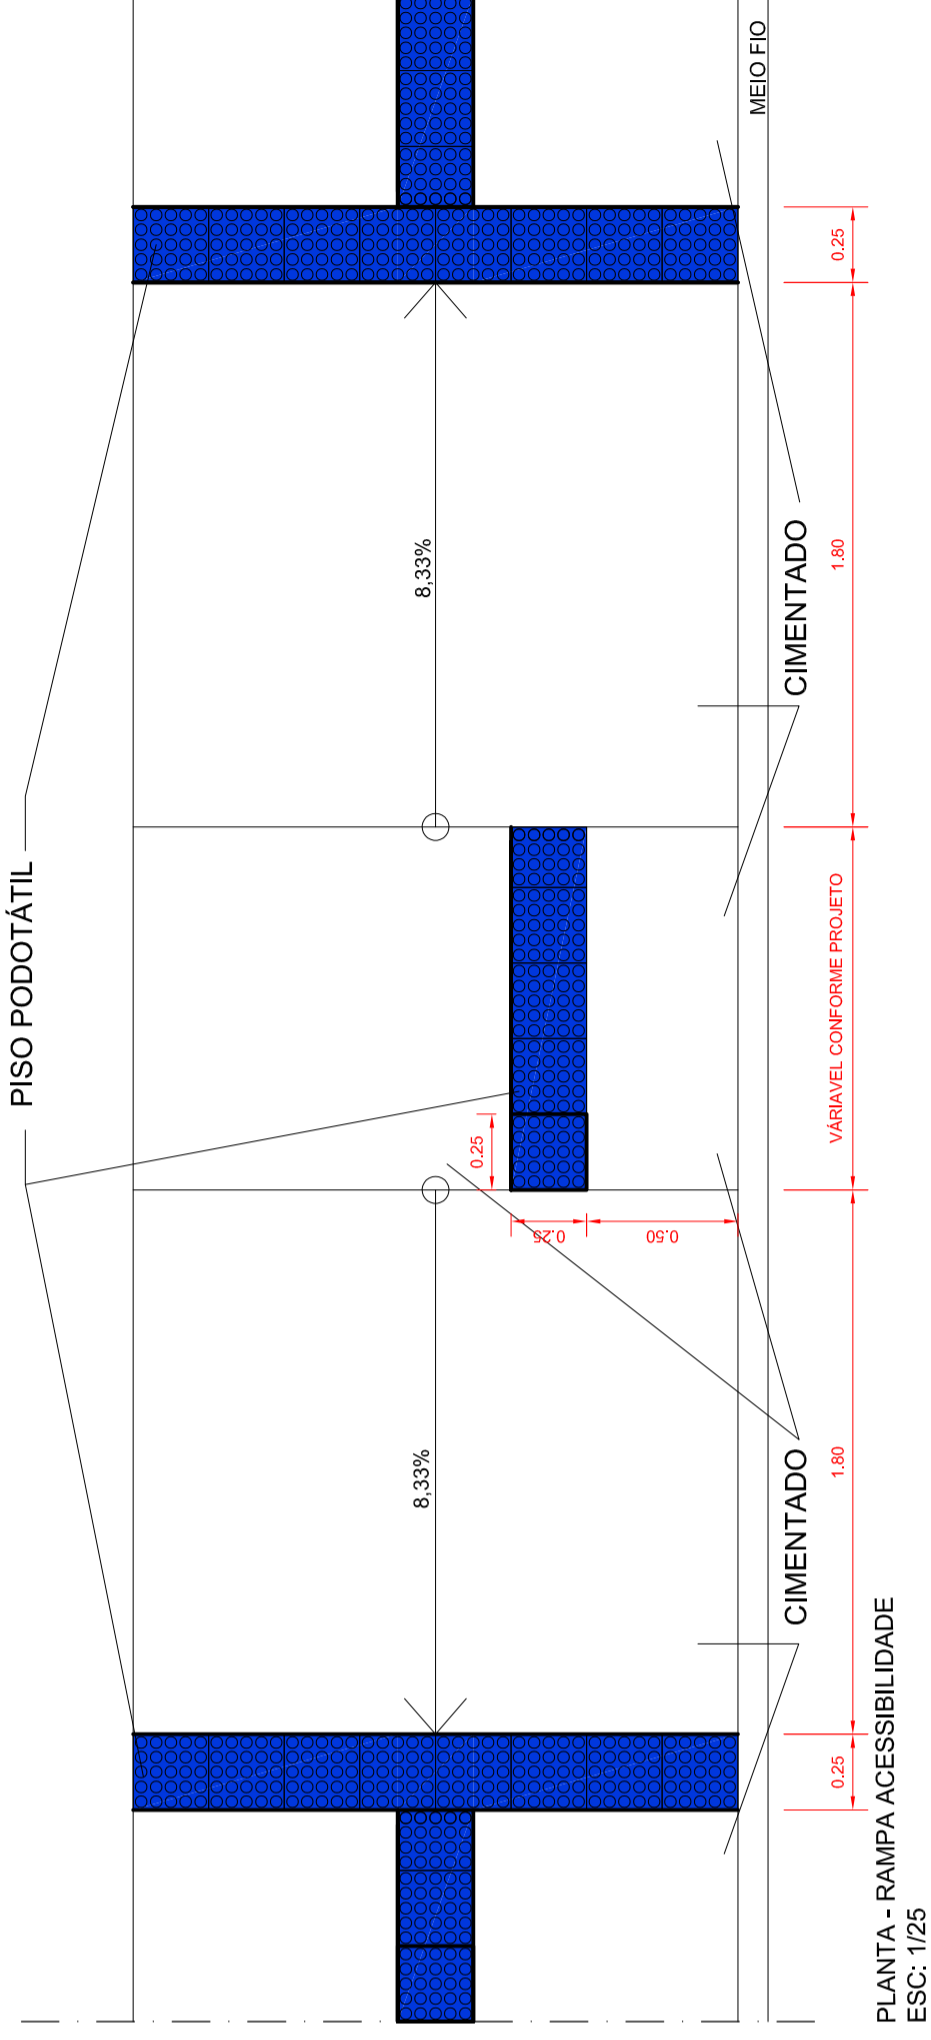 PISO PODOTÁTIL
8,33%
8,33%
0.25
0.25
0.50
CIMENTADO
CIMENTADO
MEIO FIO
0.25
1.80
VÁRIAVEL CONFORME PROJETO
1.80
0.25
PLANTA - RAMPA ACESSIBILIDADE
ESC: 1/25